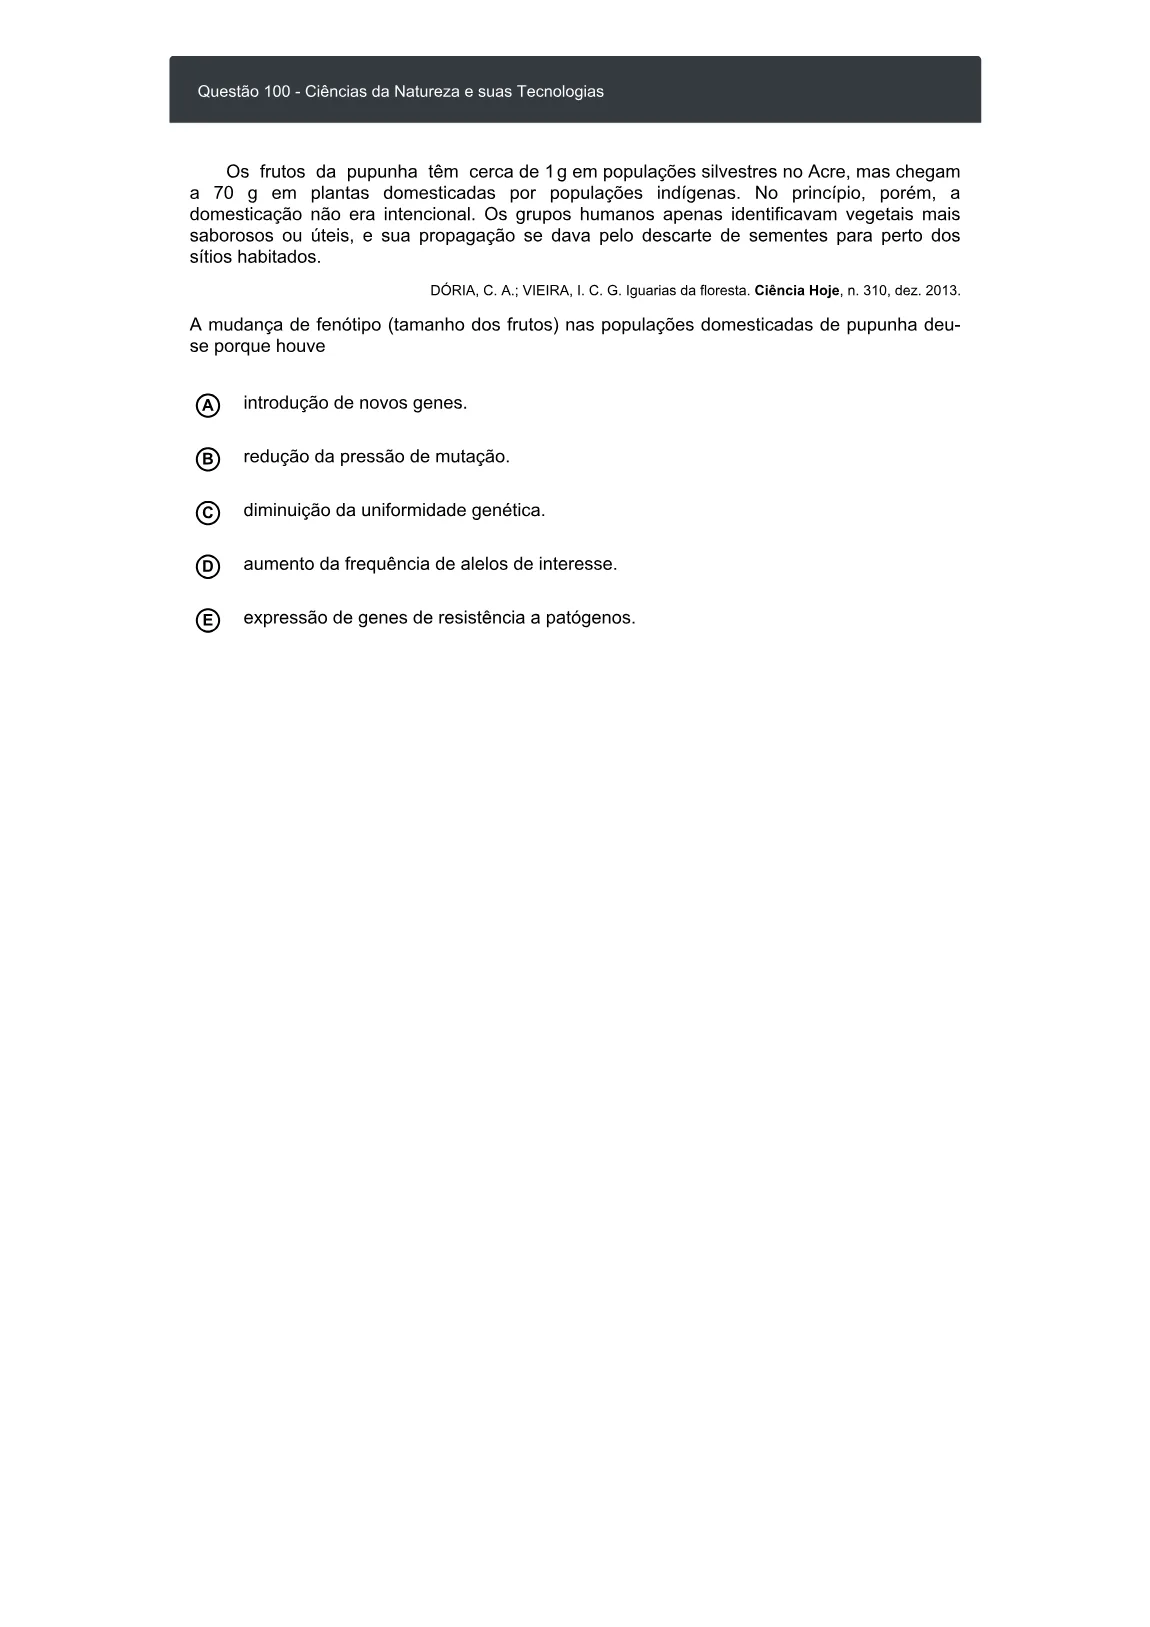 Questão 100 - Ciências da Natureza e suas Tecnologias
Os frutos da pupunha têm cerca de 1 g em populações silvestres no Acre, mas chegam
a 70 g em plantas domesticadas por populações indígenas. No princípio, porém, a
domesticação não era intencional. Os grupos humanos apenas identificavam vegetais mais
saborosos ou úteis, e sua propagação se dava pelo descarte de sementes para perto dos
sítios habitados.
DÓRIA, C. A.; VIEIRA, I. C. G. Iguarias da floresta. Ciência Hoje, n. 310, dez. 2013.
A mudança de fenótipo (tamanho dos frutos) nas populações domesticadas de pupunha deu-
se porque houve
A introdução de novos genes.
B redução da pressão de mutação.
C diminuição da uniformidade genética.
D aumento da frequência de alelos de interesse.
E expressão de genes de resistência a patógenos.